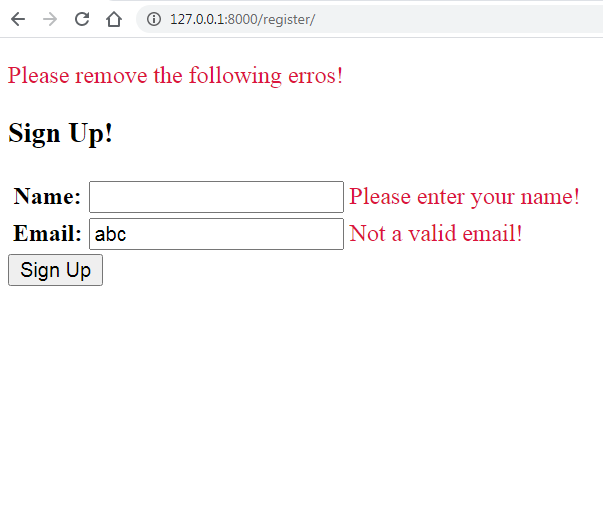 127.0.0.1:8000/register/
Please remove the following erros!
Sign Up!
Name: Please enter your name!
Email: abc Not a valid email!
Sign Up